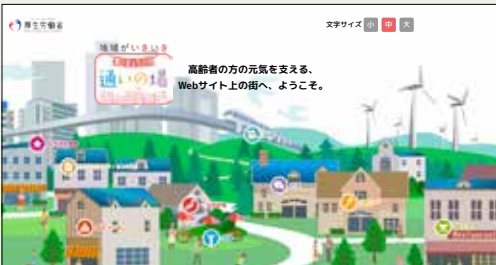 厚生労働省
文字サイズ 小 中 大
地域がいきいき
通いの場
高齢者の方の元気を支える、
Webサイト上の街へ、ようこそ。